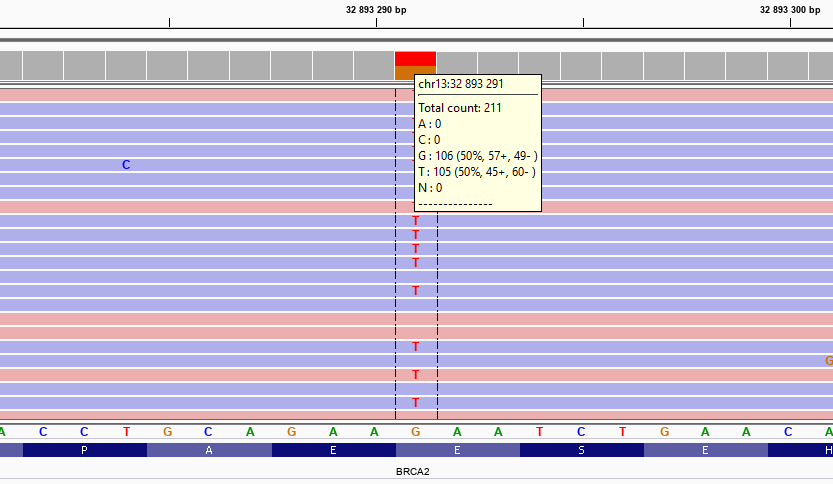 32 893 290 bp 32 893 300 bp
chr13:32 893 291
Total count: 211
A : 0
C : 0
G : 106 (50%, 57+, 49- )
T : 105 (50%, 45+, 60- )
N : 0
---------------
C
T
T
T
T
T
T
G
T
T
A C C T G C A G A A G A A T C T G A A C A
P A E E S E H
BRCA2